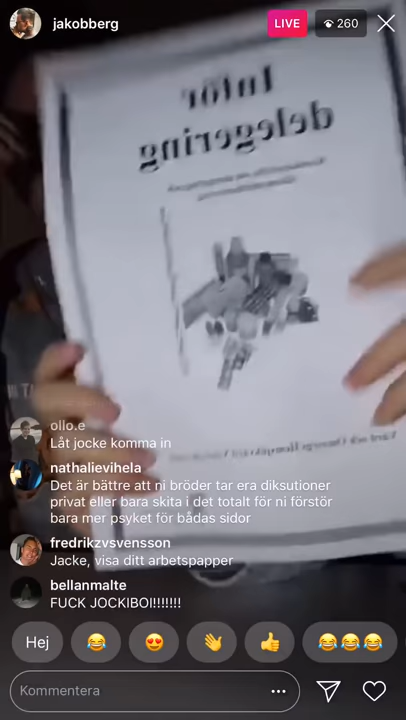 jakobberg
LIVE
260
Inför
delegering
ollo.e
Låt jocke komma in
nathalievihela
Det är bättre att ni bröder tar era diksutioner
privat eller bara skita i det totalt för ni förstör
bara mer psyket för bådas sidor
fredrikzvsvensson
Jacke, visa ditt arbetspapper
bellanmalte
FUCK JOCKIBOI!!!!!!!
Hej
Kommentera